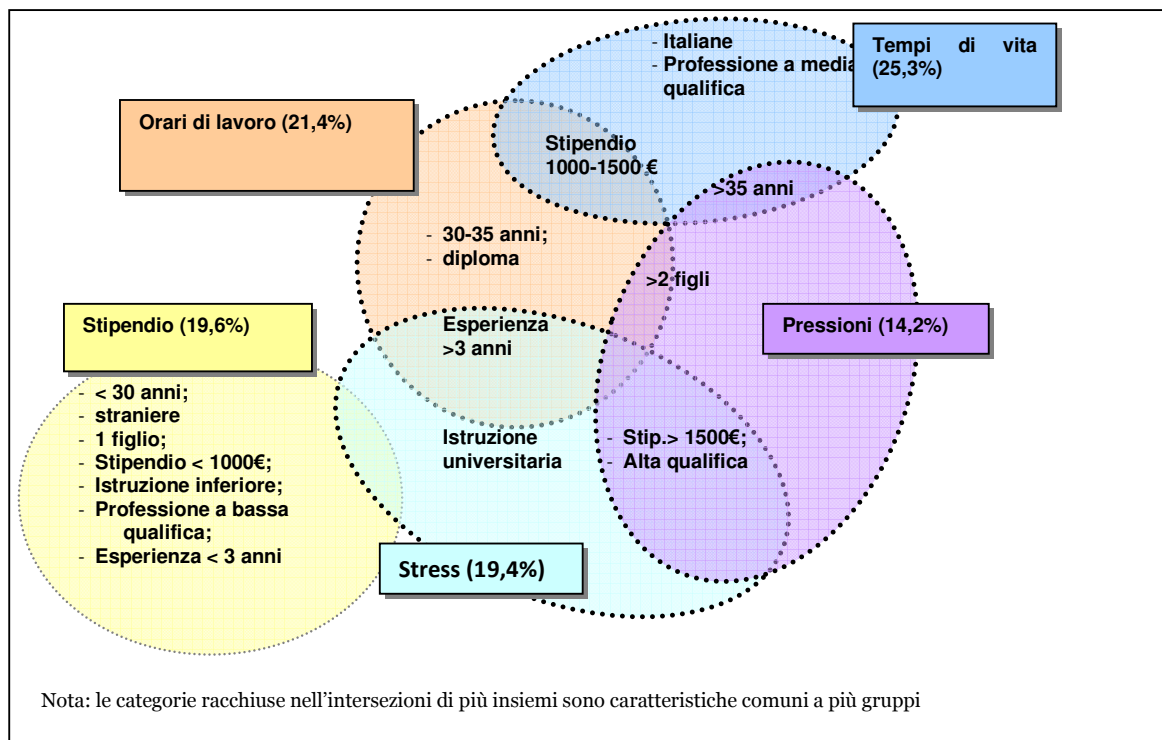 - Italiane
- Professione a media
qualifica
Tempi di vita
(25,3%)
Orari di lavoro (21,4%)
Stipendio
1000-1500 €
>35 anni
- 30-35 anni;
- diploma
>2 figli
Stipendio (19,6%)
Esperienza
>3 anni
Pressioni (14,2%)
- < 30 anni;
- straniere
- 1 figlio;
- Stipendio < 1000€;
- Istruzione inferiore;
- Professione a bassa
qualifica;
- Esperienza < 3 anni
Istruzione
universitaria
- Stip.> 1500€;
- Alta qualifica
Stress (19,4%)
Nota: le categorie racchiuse nell'intersezioni di più insiemi sono caratteristiche comuni a più gruppi